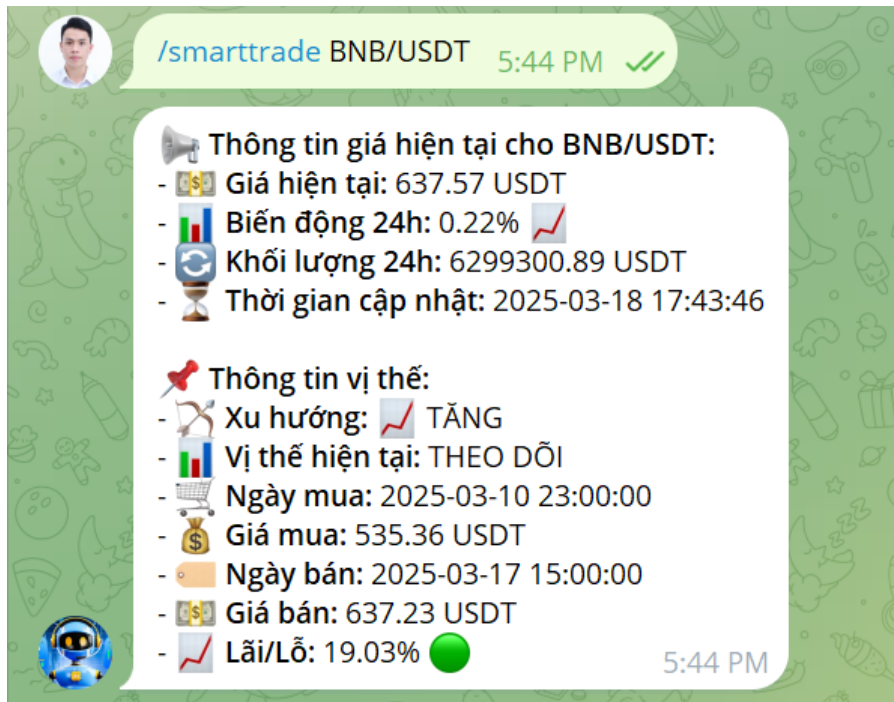 /smarttrade BNB/USDT 5:44 PM
Thông tin giá hiện tại cho BNB/USDT:
- Giá hiện tại: 637.57 USDT
- Biến động 24h: 0.22%
- Khối lượng 24h: 6299300.89 USDT
- Thời gian cập nhật: 2025-03-18 17:43:46
Thông tin vị thế:
- Xu hướng: TĂNG
- Vị thế hiện tại: THEO DÕI
- Ngày mua: 2025-03-10 23:00:00
- Giá mua: 535.36 USDT
- Ngày bán: 2025-03-17 15:00:00
- Giá bán: 637.23 USDT
- Lãi/Lỗ: 19.03%
5:44 PM